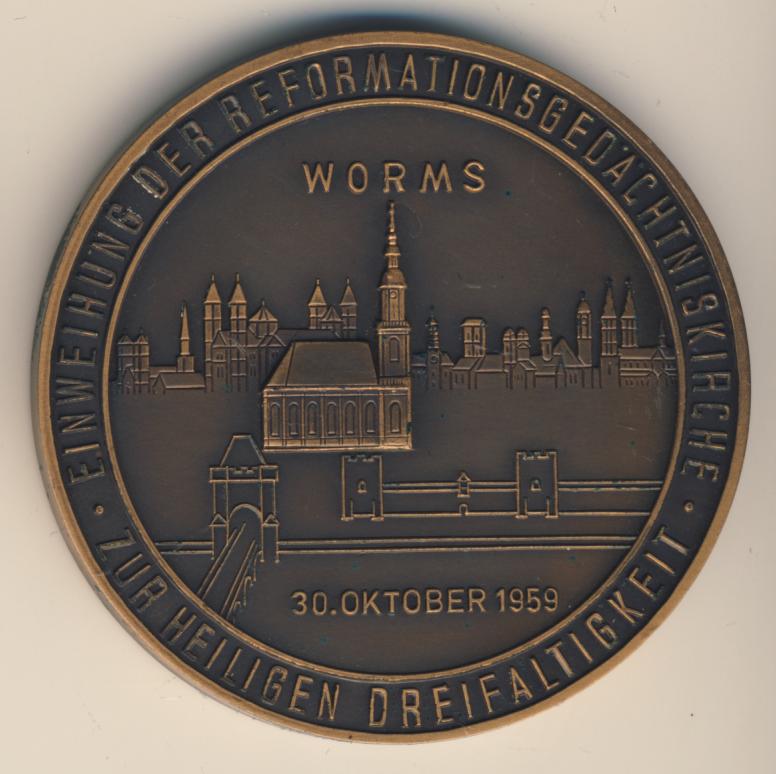 EINWEIHUNG DER REFORMATIONSGEDÄCHTNISKIRCHE
WORMS
30. OKTOBER 1959
· ZUR HEILIGEN DREIFALTIGKEIT ·